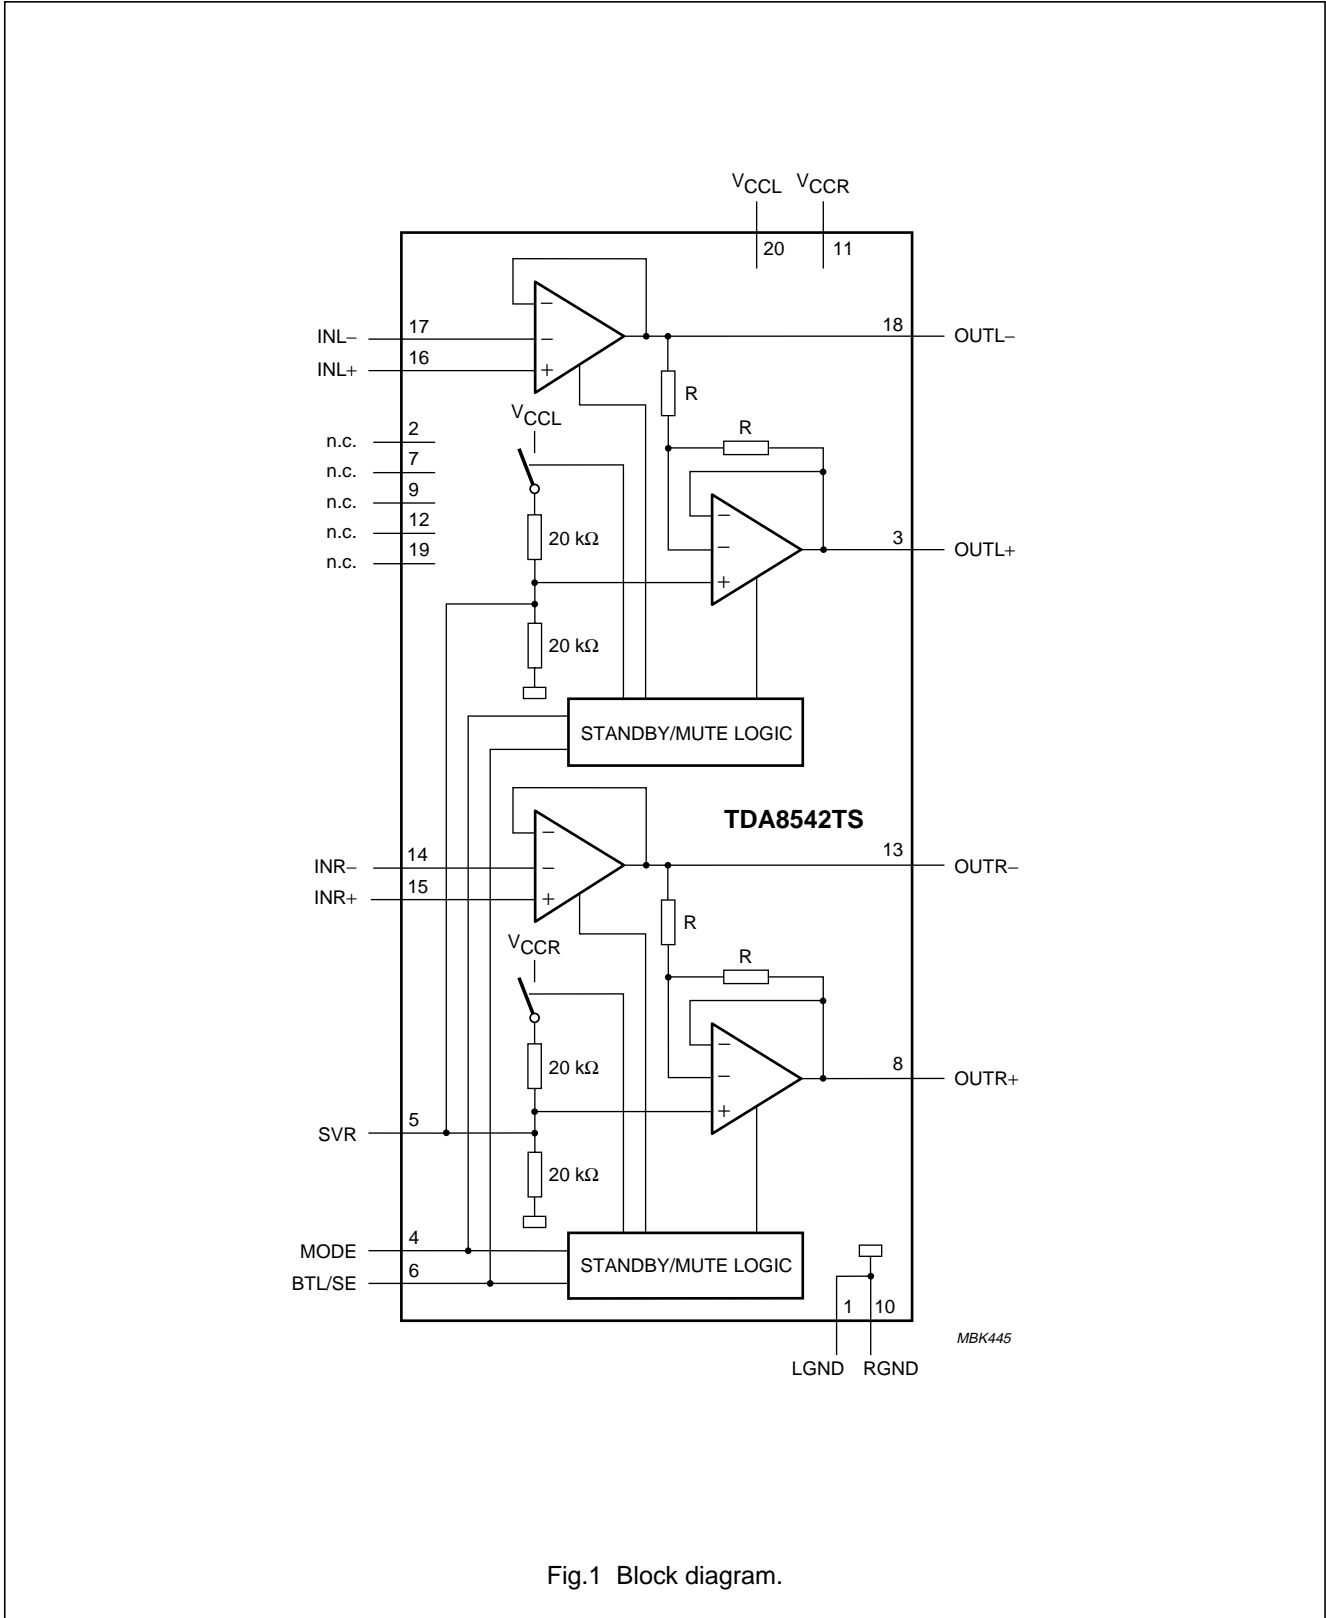 VCCL VCCR
20 11
INL− 17 − − 18 OUTL−
INL+ 16 +
R
VCCL
R
n.c. 2
n.c. 7
n.c. 9
n.c. 12
n.c. 19
−
20 kΩ − 3 OUTL+
+
20 kΩ
STANDBY/MUTE LOGIC
TDA8542TS
−
INR− 14 − 13 OUTR−
INR+ 15 +
R
VCCR
R
−
20 kΩ − 8 OUTR+
+
SVR 5
20 kΩ
MODE 4
STANDBY/MUTE LOGIC
BTL/SE 6
1 10
MBK445
LGND RGND
Fig.1 Block diagram.